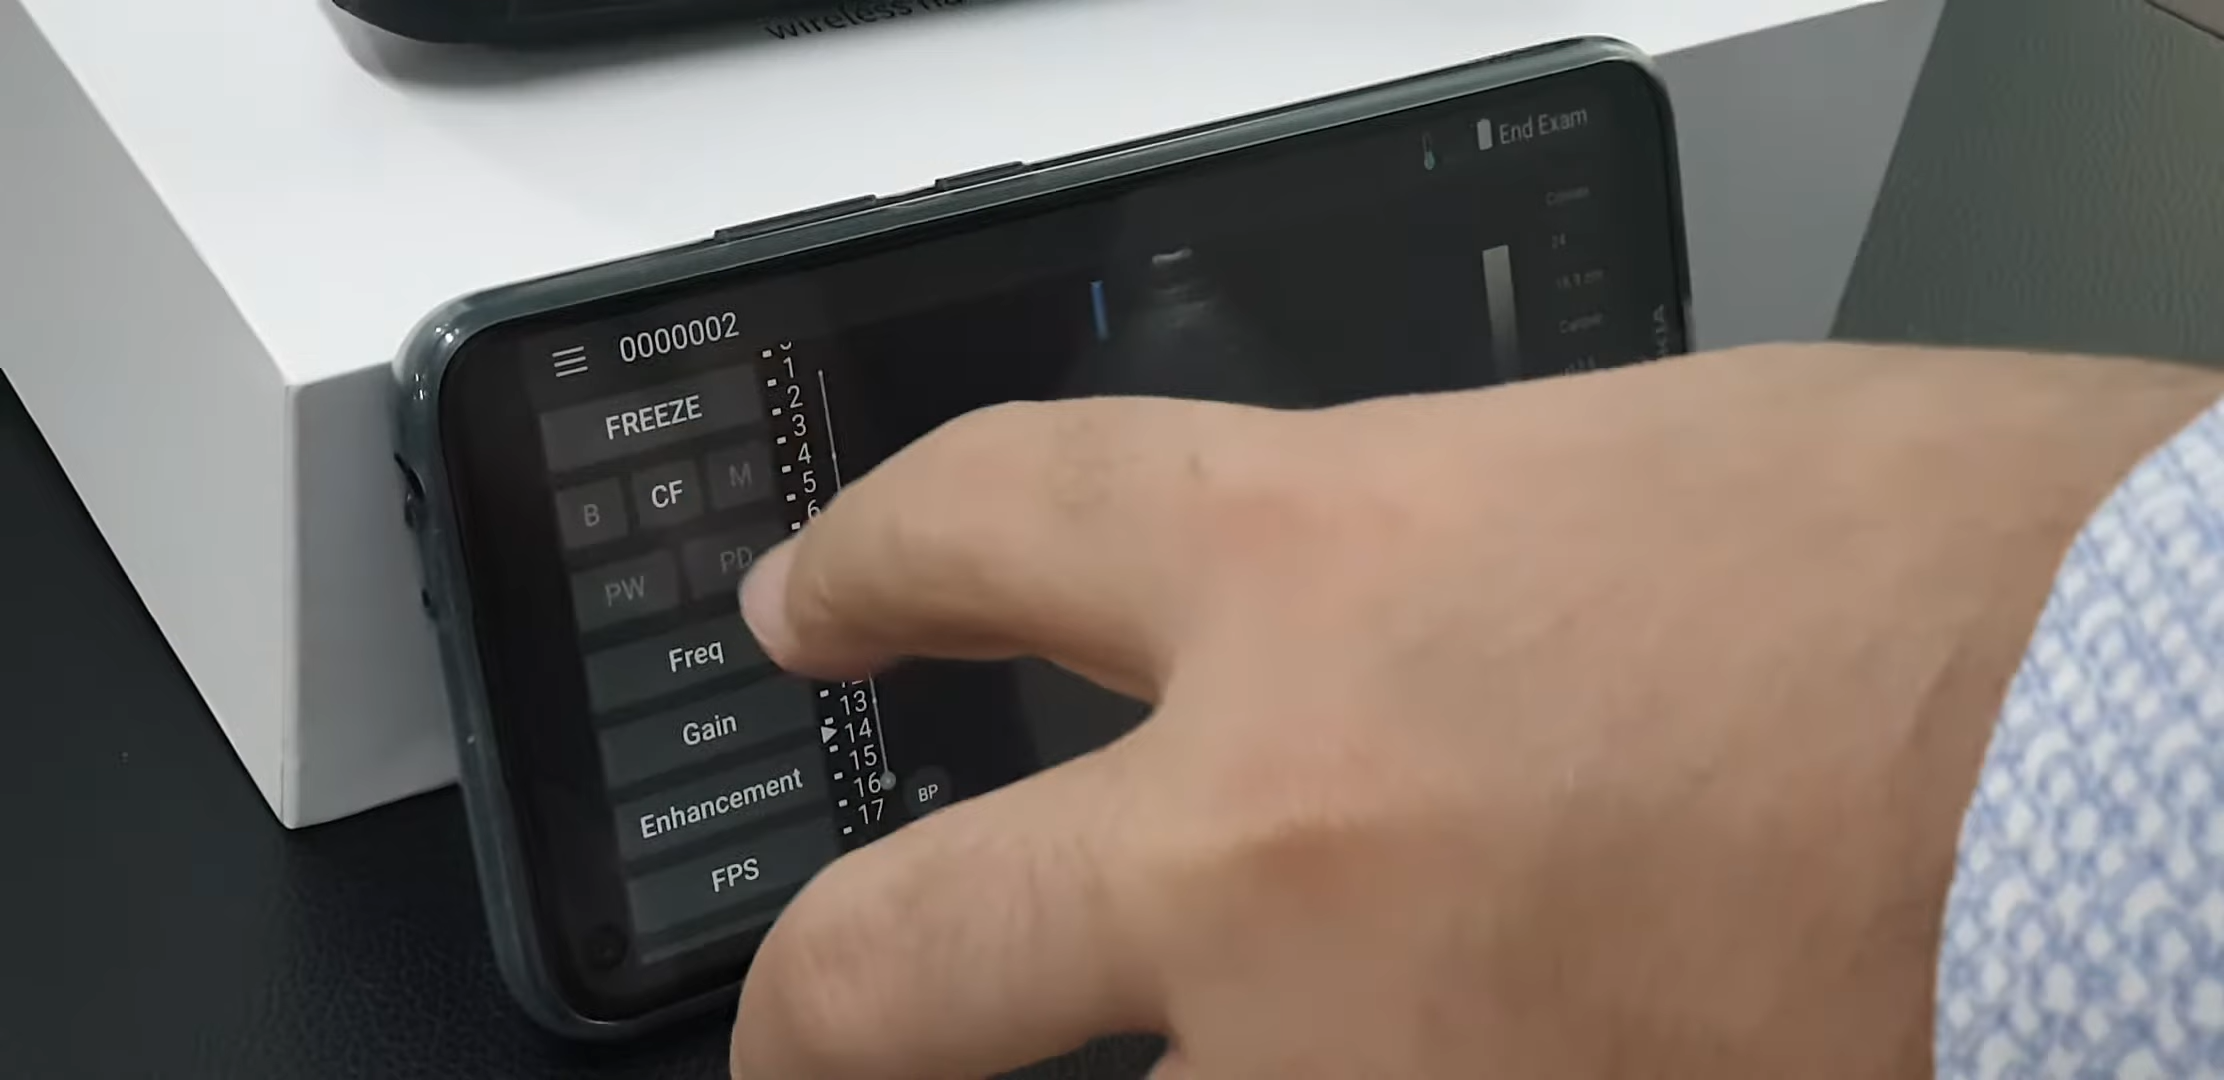 wireless
End Exam
0000002
FREEZE
B CF M
PW PD
Freq
Gain
Enhancement
FPS
1
2
3
4
5
6
13
14
15
16
17
BP